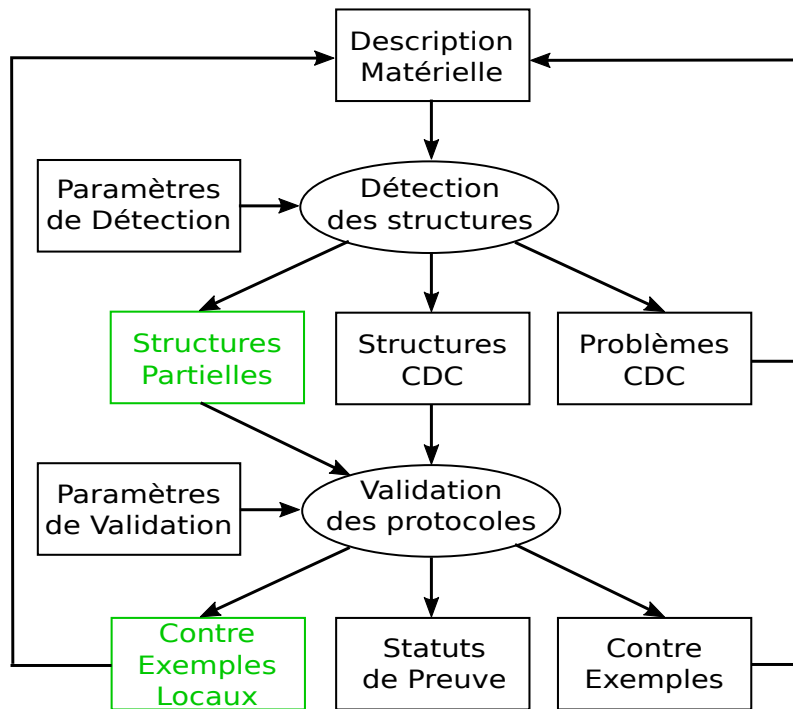 Description
Matérielle
Paramètres
de Détection
Détection
des structures
Structures
Partielles
Structures
CDC
Problèmes
CDC
Paramètres
de Validation
Validation
des protocoles
Contre
Exemples
Locaux
Statuts
de Preuve
Contre
Exemples